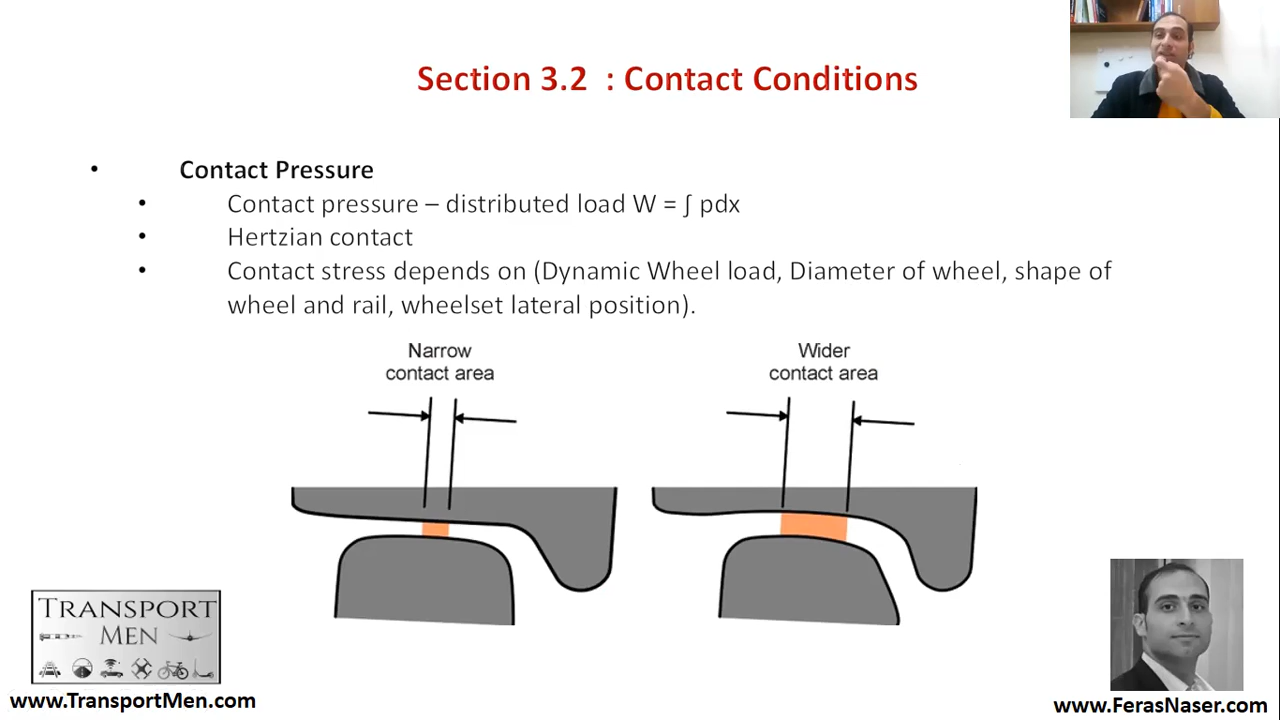 Section 3.2  : Contact Conditions
• Contact Pressure
• Contact pressure – distributed load W = ∫ pdx
• Hertzian contact
• Contact stress depends on (Dynamic Wheel load, Diameter of wheel, shape of
wheel and rail, wheelset lateral position).
Narrow
contact area
Wider
contact area
TRANSPORT
MEN
www.TransportMen.com
www.FerasNaser.com